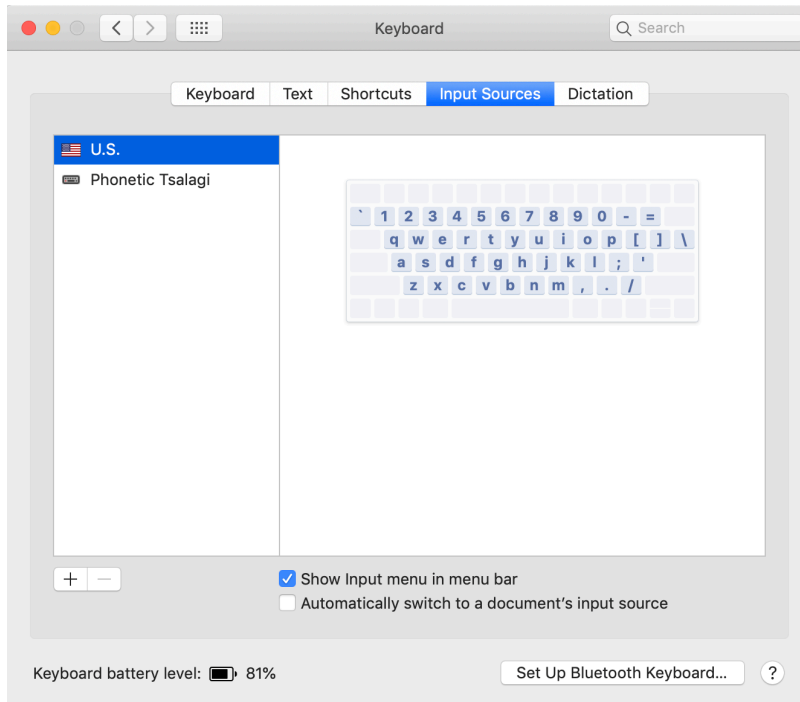 Keyboard
Search
Keyboard Text Shortcuts Input Sources Dictation
U.S.
Phonetic Tsalagi
` 1 2 3 4 5 6 7 8 9 0 - =
q w e r t y u i o p [ ] \
a s d f g h j k l ; '
z x c v b n m , . /
+ −
Show Input menu in menu bar
Automatically switch to a document’s input source
Keyboard battery level: 81%
Set Up Bluetooth Keyboard... ?